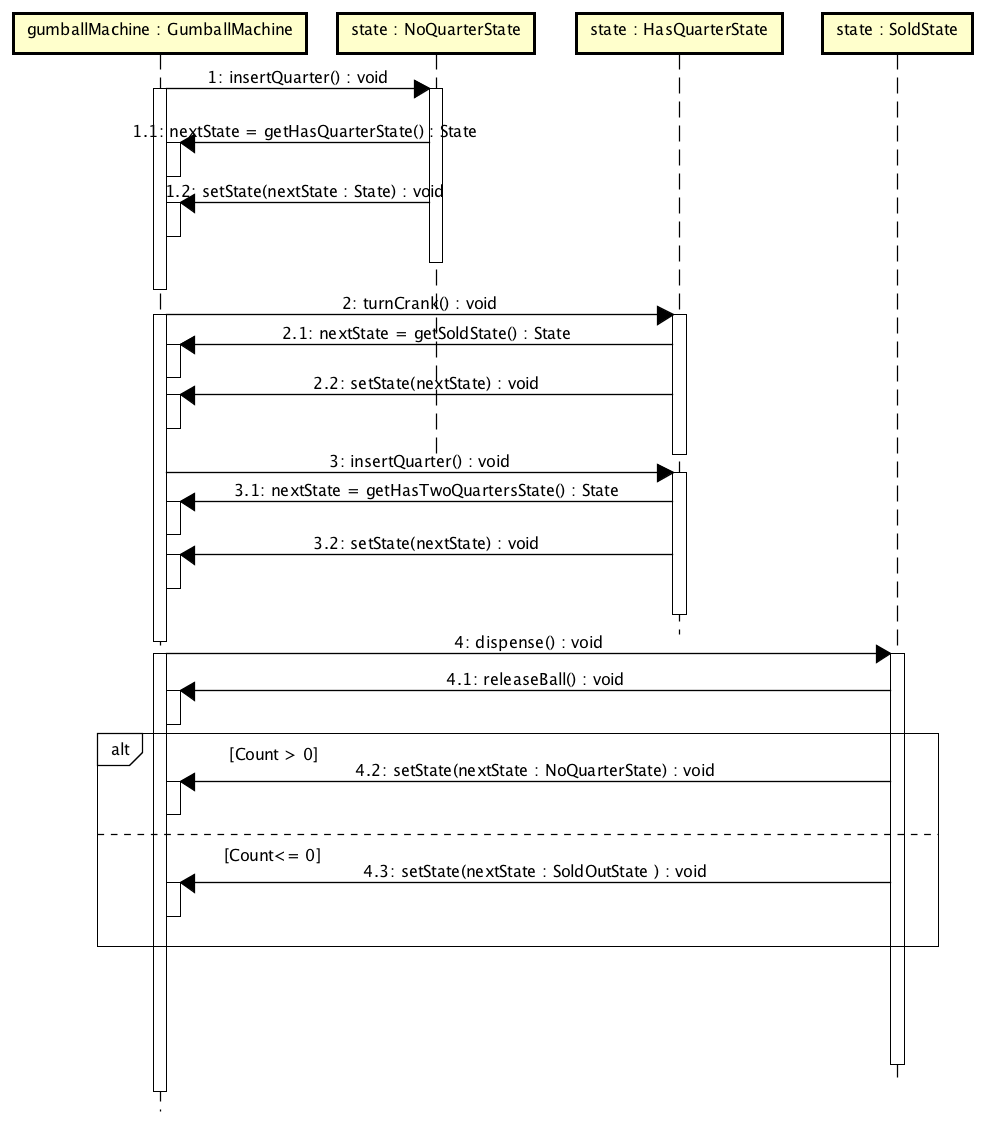 gumballMachine : GumballMachine
state : NoQuarterState
state : HasQuarterState
state : SoldState
1: insertQuarter() : void
1.1: nextState = getHasQuarterState() : State
1.2: setState(nextState : State) : void
2: turnCrank() : void
2.1: nextState = getSoldState() : State
2.2: setState(nextState) : void
3: insertQuarter() : void
3.1: nextState = getHasTwoQuartersState() : State
3.2: setState(nextState) : void
4: dispense() : void
4.1: releaseBall() : void
alt
[Count > 0]
4.2: setState(nextState : NoQuarterState) : void
[Count<= 0]
4.3: setState(nextState : SoldOutState ) : void